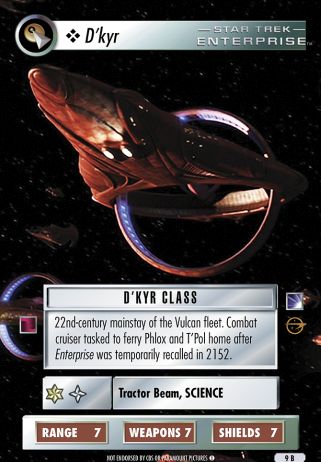 ❖ D'kyr
STAR TREK
ENTERPRISE™
D'KYR CLASS
22nd-century mainstay of the Vulcan fleet. Combat
cruiser tasked to ferry Phlox and T'Pol home after
Enterprise was temporarily recalled in 2152.
Tractor Beam, SCIENCE
RANGE 7 WEAPONS 7 SHIELDS 7
NOT ENDORSED BY CBS OR PARAMOUNT PICTURES
9 B